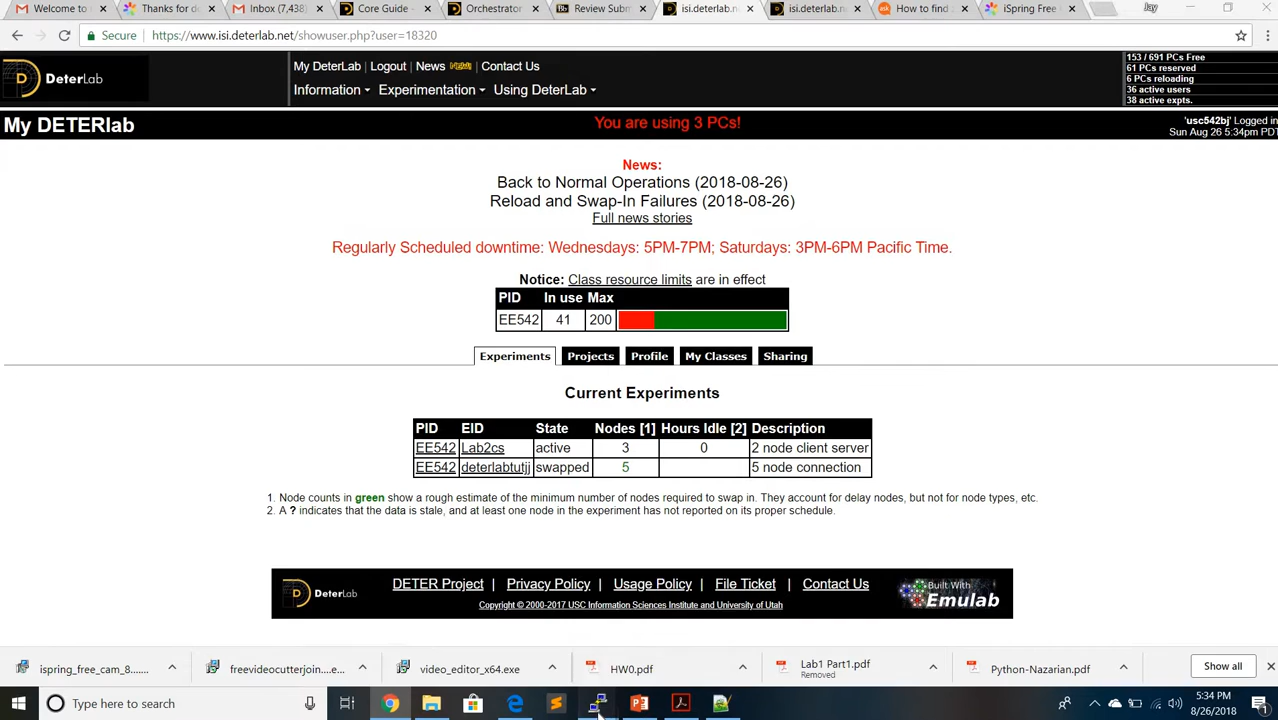 Welcome to
Thanks for d
Inbox (7,438)
Core Guide -
Orchestrator
Bb Review Subm
isi.deterlab.n
isi.deterlab.ne
ask How to find
iSpring Free
Jay
Secure https://www.isi.deterlab.net/showuser.php?user=18320
DeterLab
My DeterLab | Logout | News NEW! | Contact Us
Information Experimentation Using DeterLab
153 / 691 PCs Free
61 PCs reserved
6 PCs reloading
36 active users
38 active expts.
My DETERlab
You are using 3 PCs!
'usc542bj' Logged in
Sun Aug 26 5:34pm PDT
News:
Back to Normal Operations (2018-08-26)
Reload and Swap-In Failures (2018-08-26)
Full news stories
Regularly Scheduled downtime: Wednesdays: 5PM-7PM; Saturdays: 3PM-6PM Pacific Time.
Notice: Class resource limits are in effect
PID In use Max
EE542 41 200
Experiments Projects Profile My Classes Sharing
Current Experiments
PID EID State Nodes [1] Hours Idle [2] Description
EE542 Lab2cs active 3 0 2 node client server
EE542 deterlabtutjj swapped 5 5 node connection
1. Node counts in green show a rough estimate of the minimum number of nodes required to swap in. They account for delay nodes, but not for node types, etc.
2. A ? indicates that the data is stale, and at least one node in the experiment has not reported on its proper schedule.
DeterLab
DETER Project | Privacy Policy | Usage Policy | File Ticket | Contact Us
Copyright © 2000-2017 USC Information Sciences Institute and University of Utah
Built With
Emulab
ispring_free_cam_8......
freevideocutterjoin....e...
video_editor_x64.exe
HW0.pdf
Lab1 Part1.pdf
Removed
Python-Nazarian.pdf
Show all
Type here to search
5:34 PM
8/26/2018